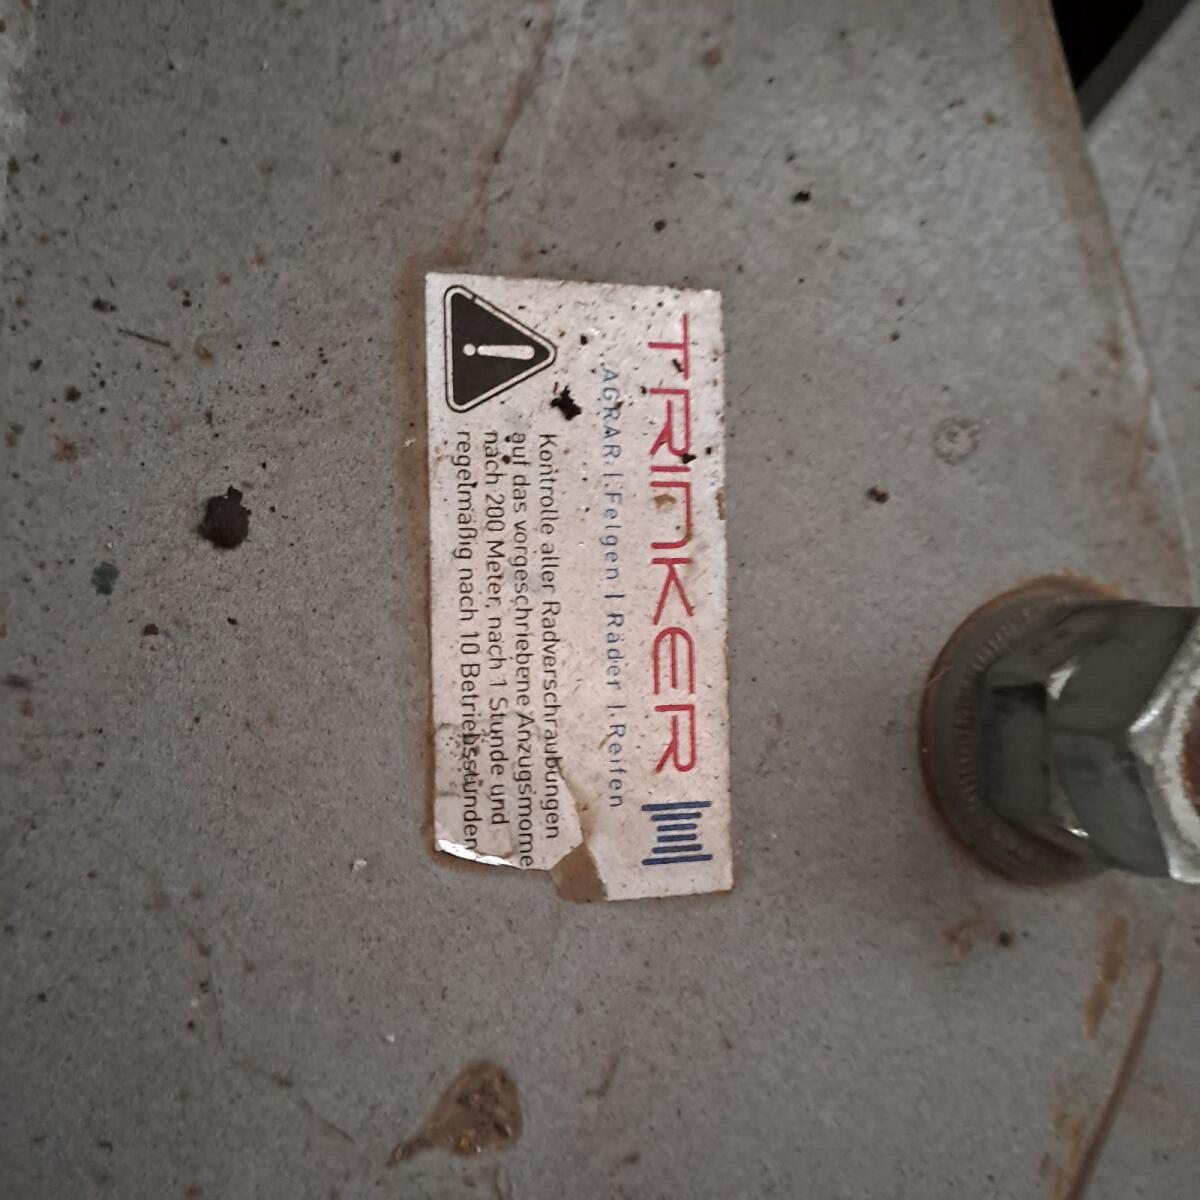 TRINKER
AGRAR | Felgen | Räder | Reifen
Kontrolle aller Radverschraubungen
auf das vorgeschriebene Anzugsmome
nach 200 Meter, nach 1 Stunde und
regelmäßig nach 10 Betriebsstunden